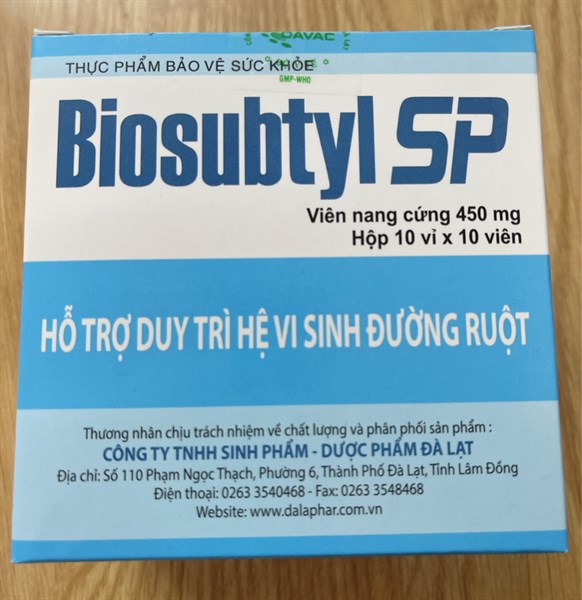 DAVAC
THỰC PHẨM BẢO VỆ SỨC KHỎE
GMP-WHO
Biosubtyl SP
Viên nang cứng 450 mg
Hộp 10 vỉ x 10 viên
HỖ TRỢ DUY TRÌ HỆ VI SINH ĐƯỜNG RUỘT
Thương nhân chịu trách nhiệm về chất lượng và phân phối sản phẩm :
CÔNG TY TNHH SINH PHẨM - DƯỢC PHẨM ĐÀ LẠT
Địa chỉ: Số 110 Phạm Ngọc Thạch, Phường 6, Thành Phố Đà Lạt, Tỉnh Lâm Đồng
Điện thoại: 0263 3540468 - Fax: 0263 3548468
Website: www.dalaphar.com.vn